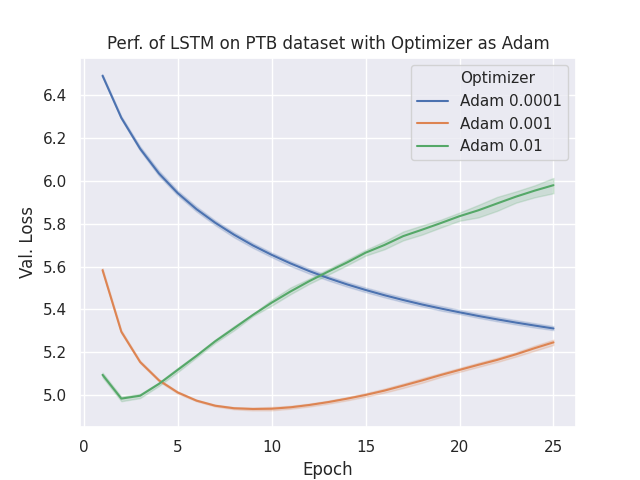 Perf. of LSTM on PTB dataset with Optimizer as Adam
Optimizer
Adam 0.0001
Adam 0.001
Adam 0.01
Val. Loss
6.4
6.2
6.0
5.8
5.6
5.4
5.2
5.0
0 5 10 15 20 25
Epoch